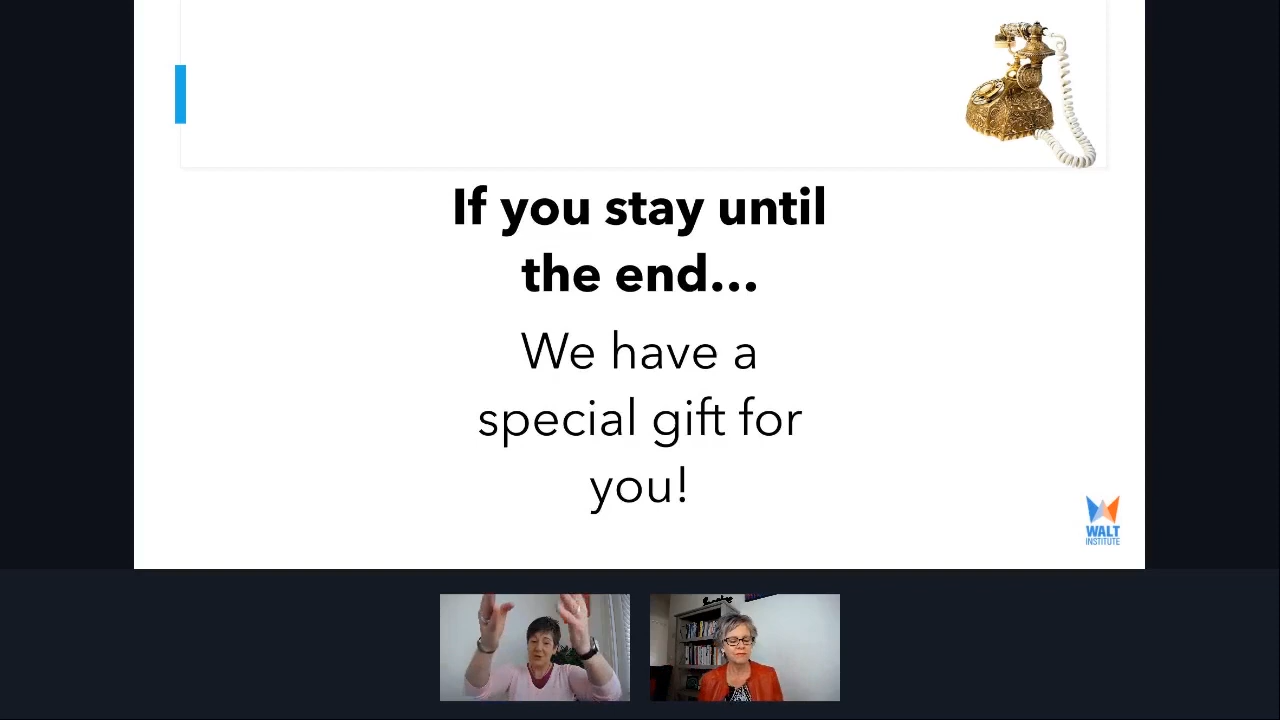 If you stay until
the end...
We have a
special gift for
you!
WALT
INSTITUTE